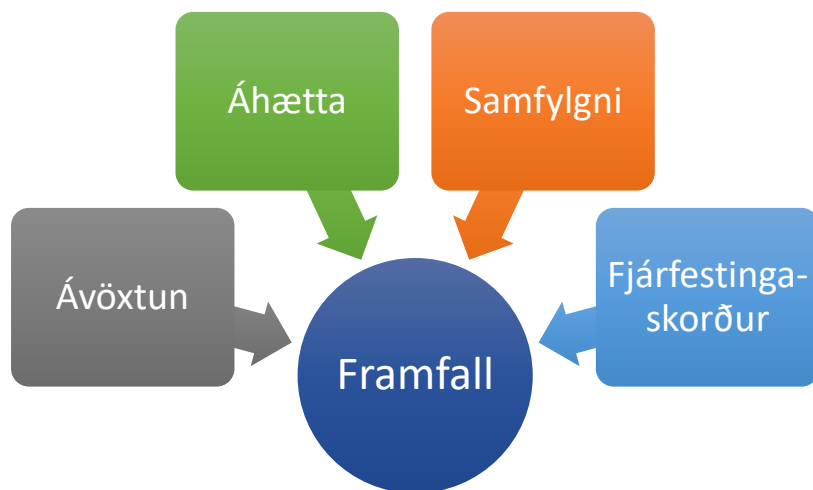 Áhætta
Samfylgni
Ávöxtun
Fjárfestinga-
skorður
Framfall